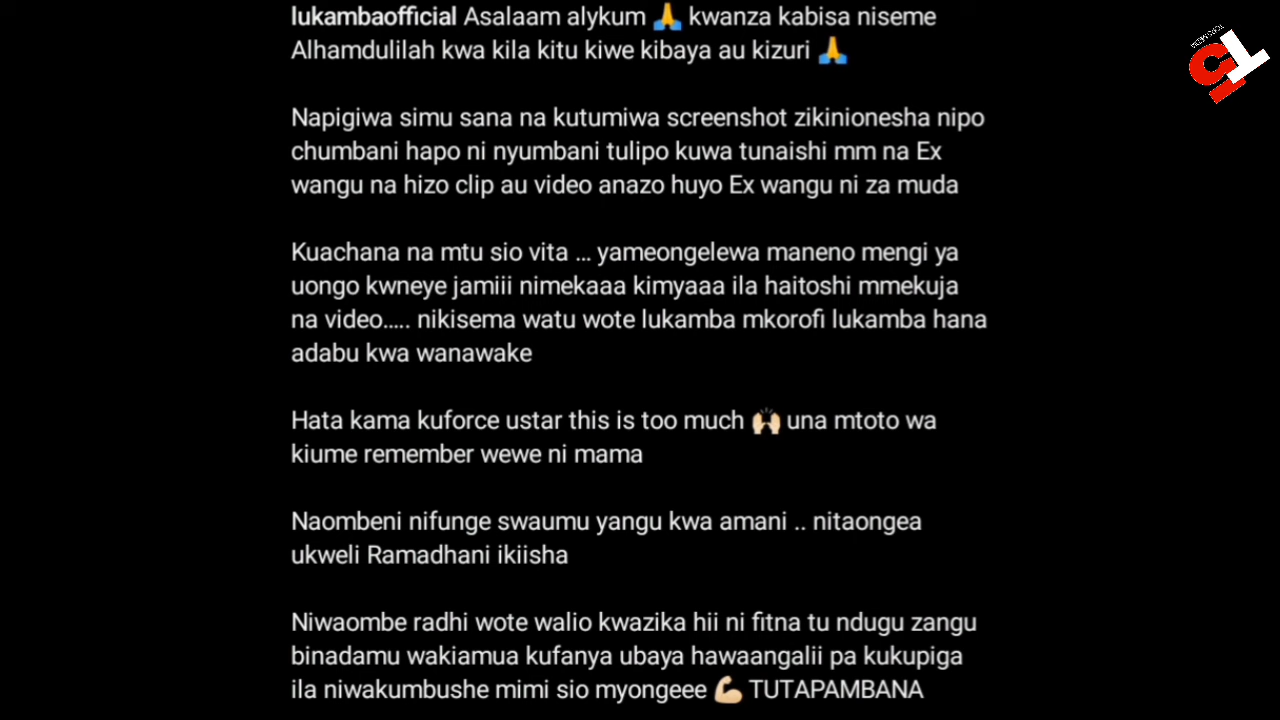 lukambaofficial Asalaam alykum 🙏 kwanza kabisa niseme
Alhamdulilah kwa kila kitu kiwe kibaya au kizuri 🙏
Napigiwa simu sana na kutumiwa screenshot zikinionesha nipo
chumbani hapo ni nyumbani tulipo kuwa tunaishi mm na Ex
wangu na hizo clip au video anazo huyo Ex wangu ni za muda
Kuachana na mtu sio vita ... yameongelewa maneno mengi ya
uongo kwneye jamiii nimekaaa kimyaaa ila haitoshi mmekuja
na video..... nikisema watu wote lukamba mkorofi lukamba hana
adabu kwa wanawake
Hata kama kuforce ustar this is too much 🙌🏻 una mtoto wa
kiume remember wewe ni mama
Naombeni nifunge swaumu yangu kwa amani .. nitaongea
ukweli Ramadhani ikiisha
Niwaombe radhi wote walio kwazika hii ni fitna tu ndugu zangu
binadamu wakiamua kufanya ubaya hawaangalii pa kukupiga
ila niwakumbushe mimi sio myongeee 💪🏻 TUTAPAMBANA